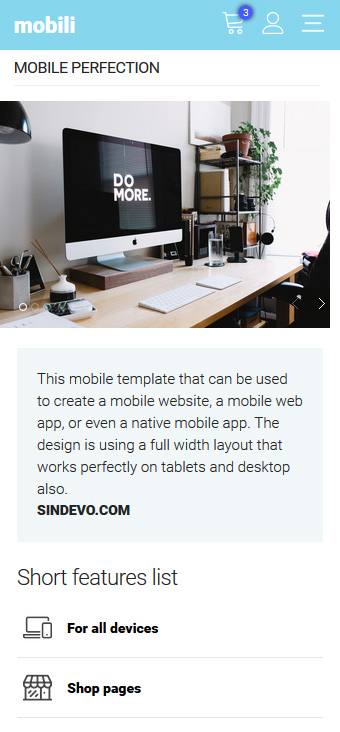 mobili
3
MOBILE PERFECTION
DO
MORE.
This mobile template that can be used
to create a mobile website, a mobile web
app, or even a native mobile app. The
design is using a full width layout that
works perfectly on tablets and desktop
also.
SINDEVO.COM
Short features list
For all devices
Shop pages